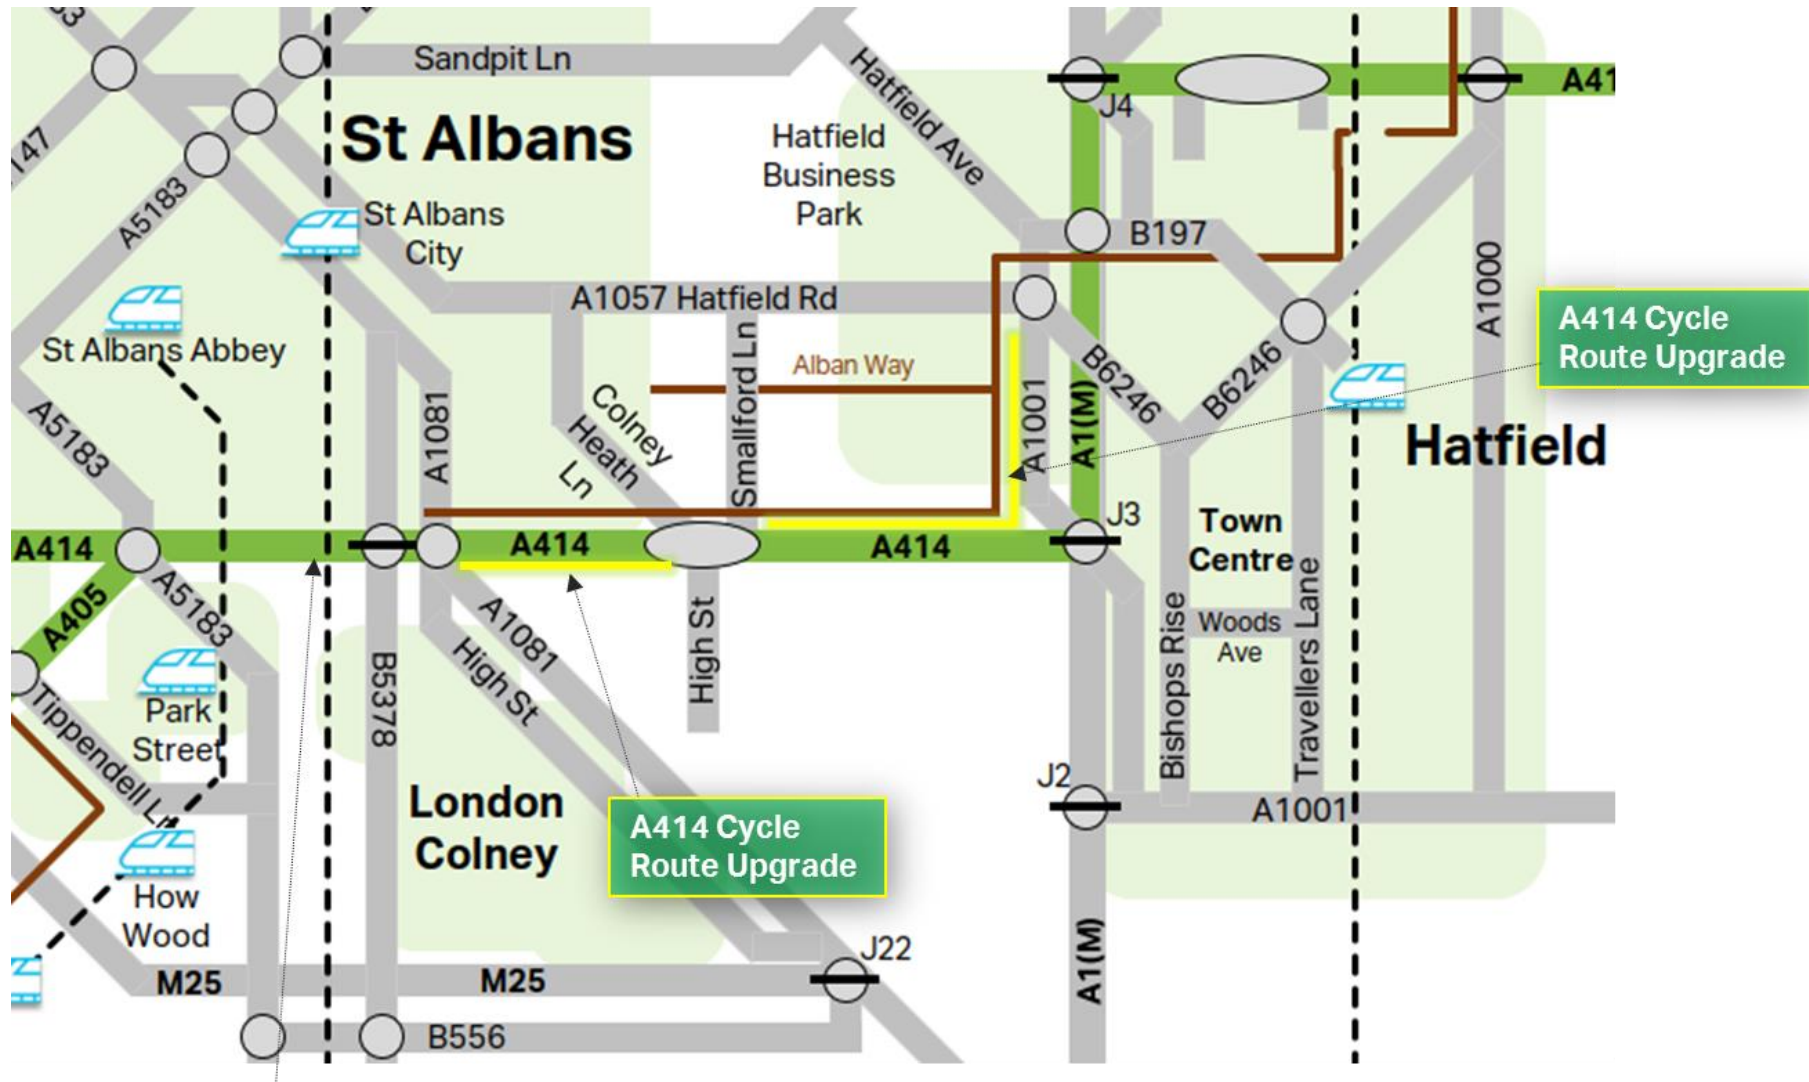 Sandpit Ln
St Albans
Hatfield Ave
Hatfield
Business
Park
J4
A41
147
A5183
St Albans
City
B197
A1000
A1057 Hatfield Rd
A414 Cycle
Route Upgrade
St Albans Abbey
Smallford Ln
Alban Way
B6246
B6246
A5183
A1081
Colney
Heath
Ln
A1001
A1(M)
Hatfield
A414
A414
A414
J3
Town
Centre
A405
A5183
A1081
High St
High St
B5378
Bishops Rise
Woods
Ave
Travellers Lane
Park
Street
Tippendell Ln
London
Colney
A414 Cycle
Route Upgrade
J2
A1001
How
Wood
M25
M25
J22
A1(M)
B556